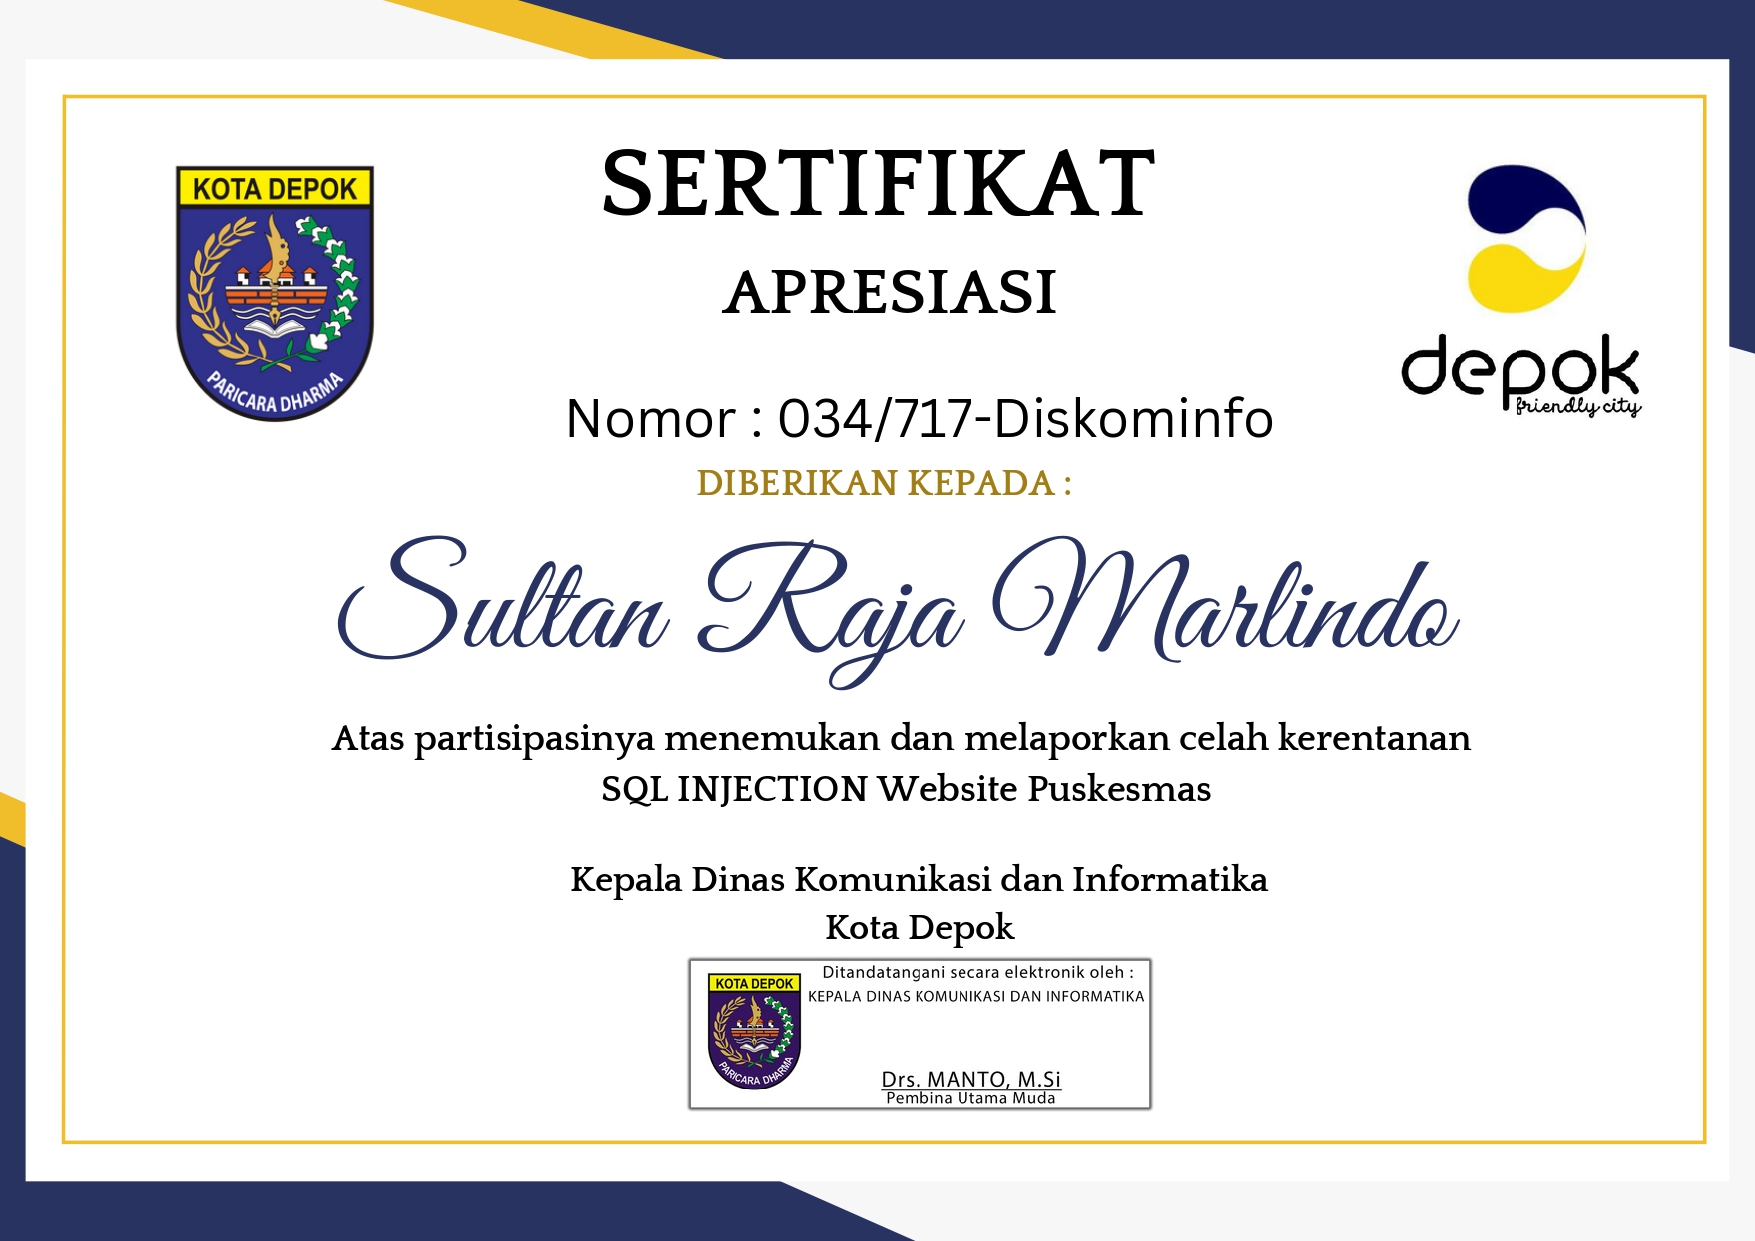 SERTIFIKAT
APRESIASI
KOTA DEPOK
PARICARA DHARMA
depok
friendly city
Nomor : 034/717-Diskominfo
DIBERIKAN KEPADA :
Sultan Raja Marlindo
Atas partisipasinya menemukan dan melaporkan celah kerentanan
SQL INJECTION Website Puskesmas
Kepala Dinas Komunikasi dan Informatika
Kota Depok
KOTA DEPOK
PARICARA DHARMA
Ditandatangani secara elektronik oleh :
KEPALA DINAS KOMUNIKASI DAN INFORMATIKA
Drs. MANTO, M.Si
Pembina Utama Muda